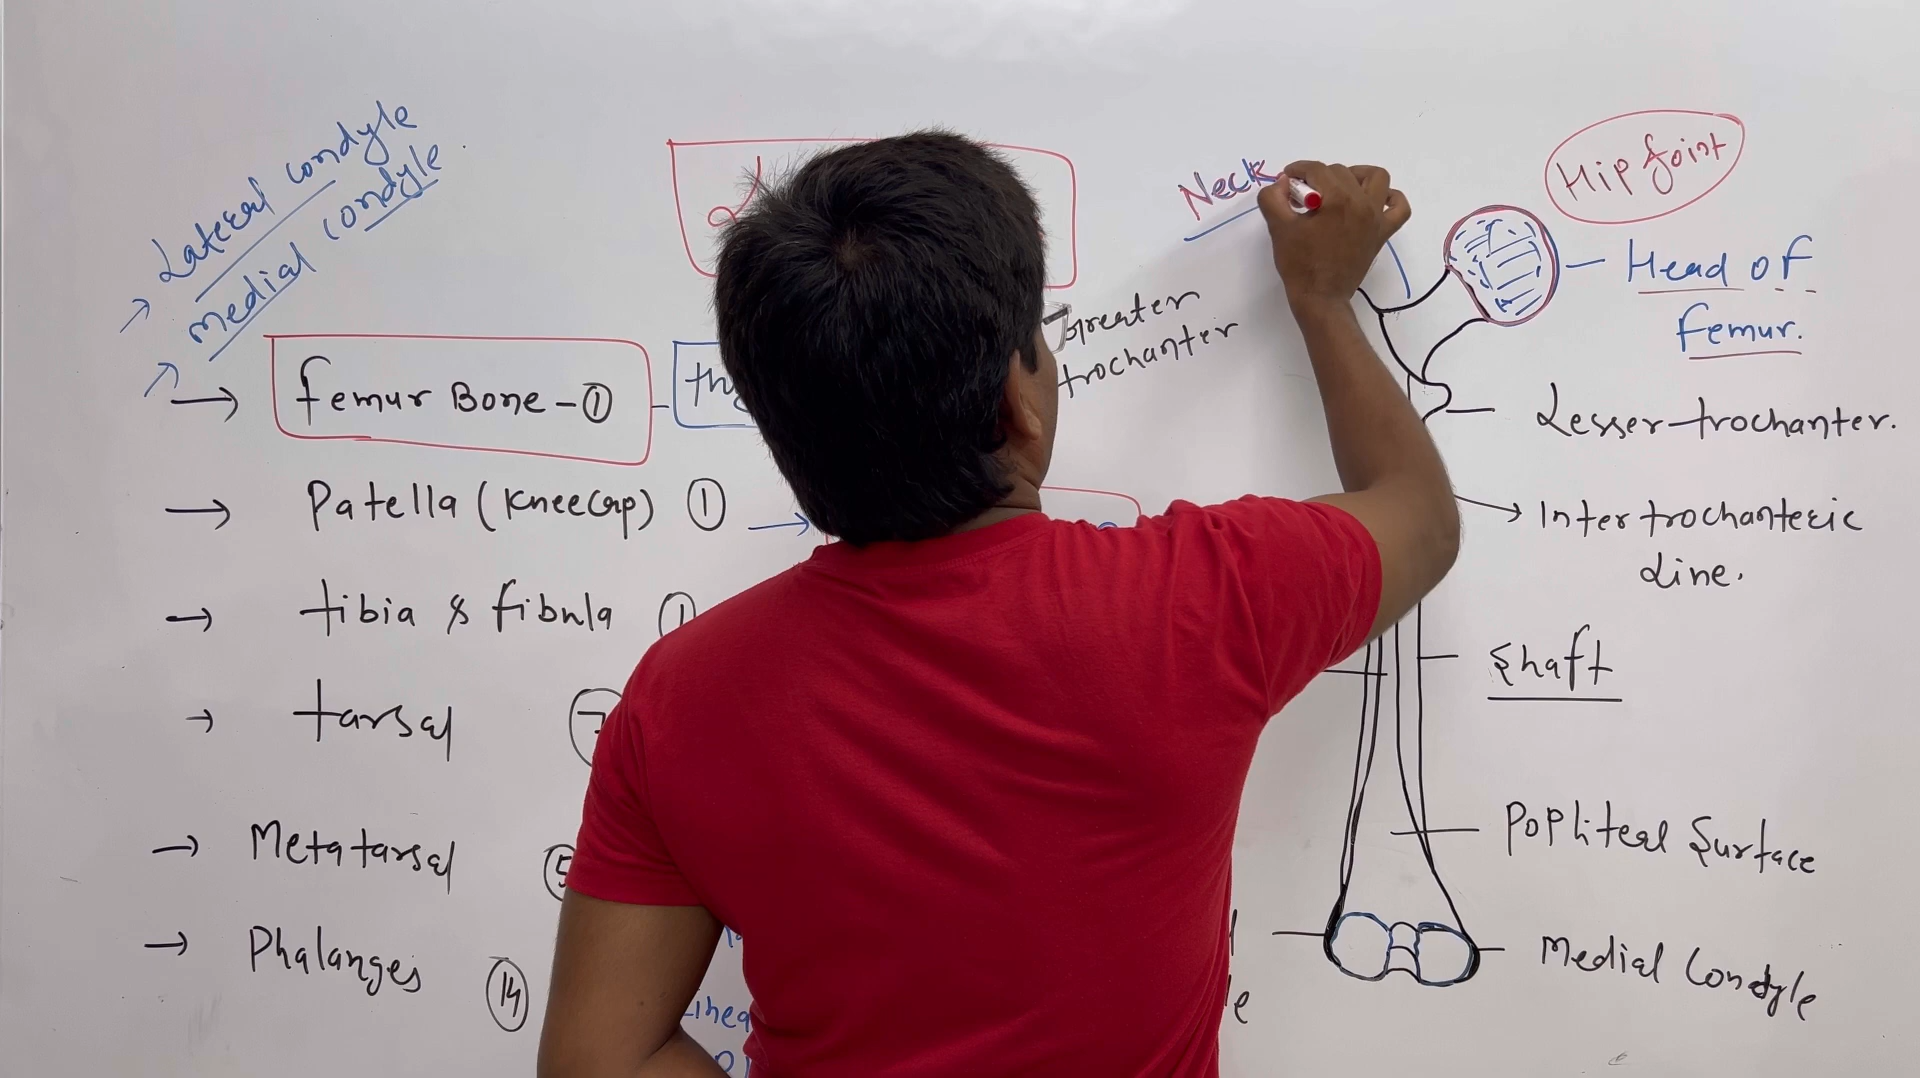 Lateral condyle
medial condyle
Femur Bone - ①
Patella (Kneecap) ①
tibia & fibula
tarsal
Metatarsal
Phalanges ⑭
Neck
Greater
trochanter
Hip Joint
Head of
femur.
Lesser trochanter.
Intertrochanteric
Line.
Shaft
Popliteal Surface
Medial Condyle